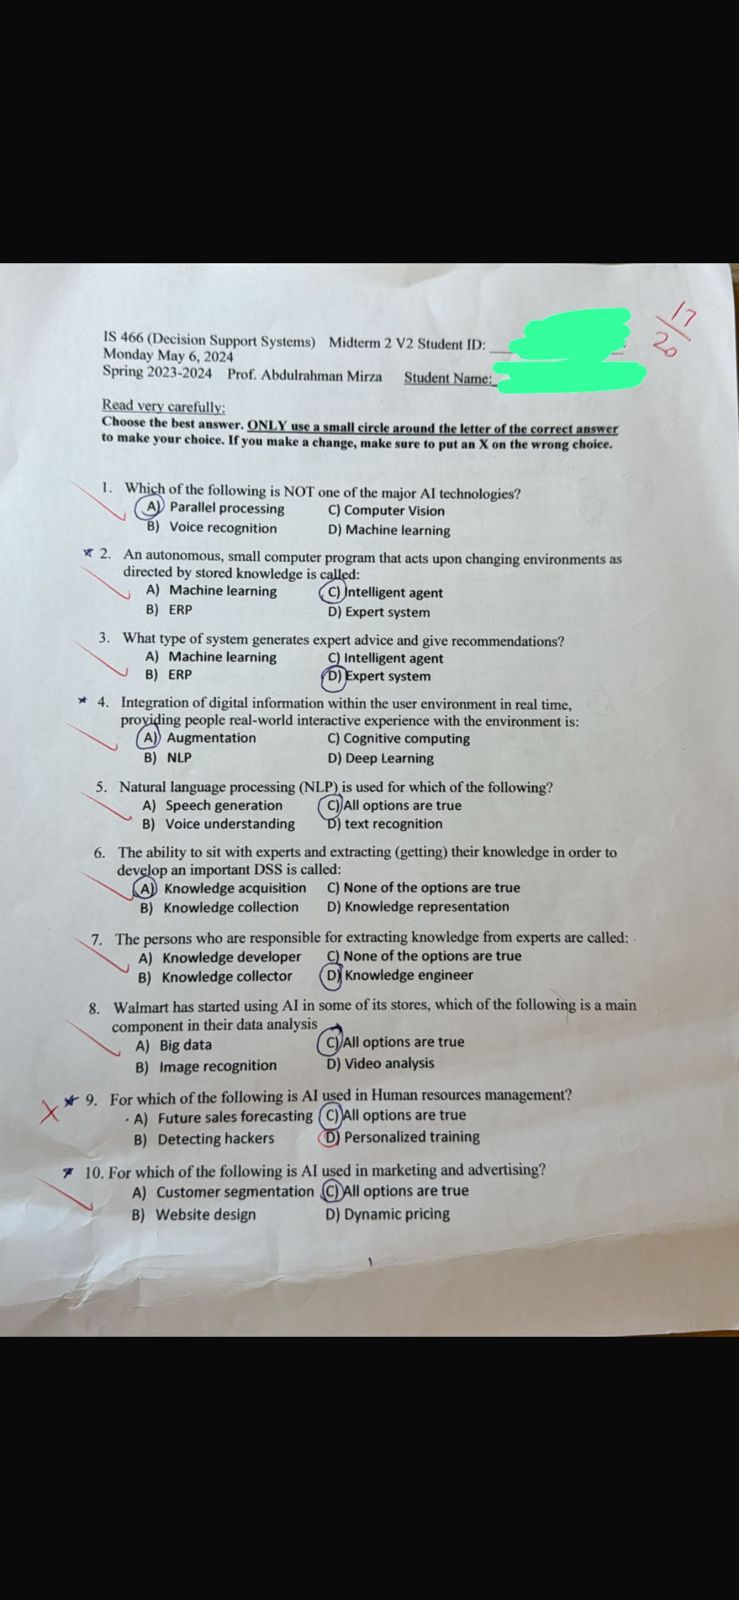 17
20
IS 466 (Decision Support Systems) Midterm 2 V2 Student ID:
Monday May 6, 2024
Spring 2023-2024 Prof. Abdulrahman Mirza Student Name:
Read very carefully:
Choose the best answer. ONLY use a small circle around the letter of the correct answer
to make your choice. If you make a change, make sure to put an X on the wrong choice.
1. Which of the following is NOT one of the major AI technologies?
A) Parallel processing C) Computer Vision
B) Voice recognition D) Machine learning
2. An autonomous, small computer program that acts upon changing environments as
directed by stored knowledge is called:
A) Machine learning C) Intelligent agent
B) ERP D) Expert system
3. What type of system generates expert advice and give recommendations?
A) Machine learning C) Intelligent agent
B) ERP D) Expert system
4. Integration of digital information within the user environment in real time,
providing people real-world interactive experience with the environment is:
A) Augmentation C) Cognitive computing
B) NLP D) Deep Learning
5. Natural language processing (NLP) is used for which of the following?
A) Speech generation C) All options are true
B) Voice understanding D) text recognition
6. The ability to sit with experts and extracting (getting) their knowledge in order to
develop an important DSS is called:
A) Knowledge acquisition C) None of the options are true
B) Knowledge collection D) Knowledge representation
7. The persons who are responsible for extracting knowledge from experts are called:
A) Knowledge developer C) None of the options are true
B) Knowledge collector D) Knowledge engineer
8. Walmart has started using AI in some of its stores, which of the following is a main
component in their data analysis
A) Big data C) All options are true
B) Image recognition D) Video analysis
9. For which of the following is AI used in Human resources management?
A) Future sales forecasting C) All options are true
B) Detecting hackers D) Personalized training
10. For which of the following is AI used in marketing and advertising?
A) Customer segmentation C) All options are true
B) Website design D) Dynamic pricing
1